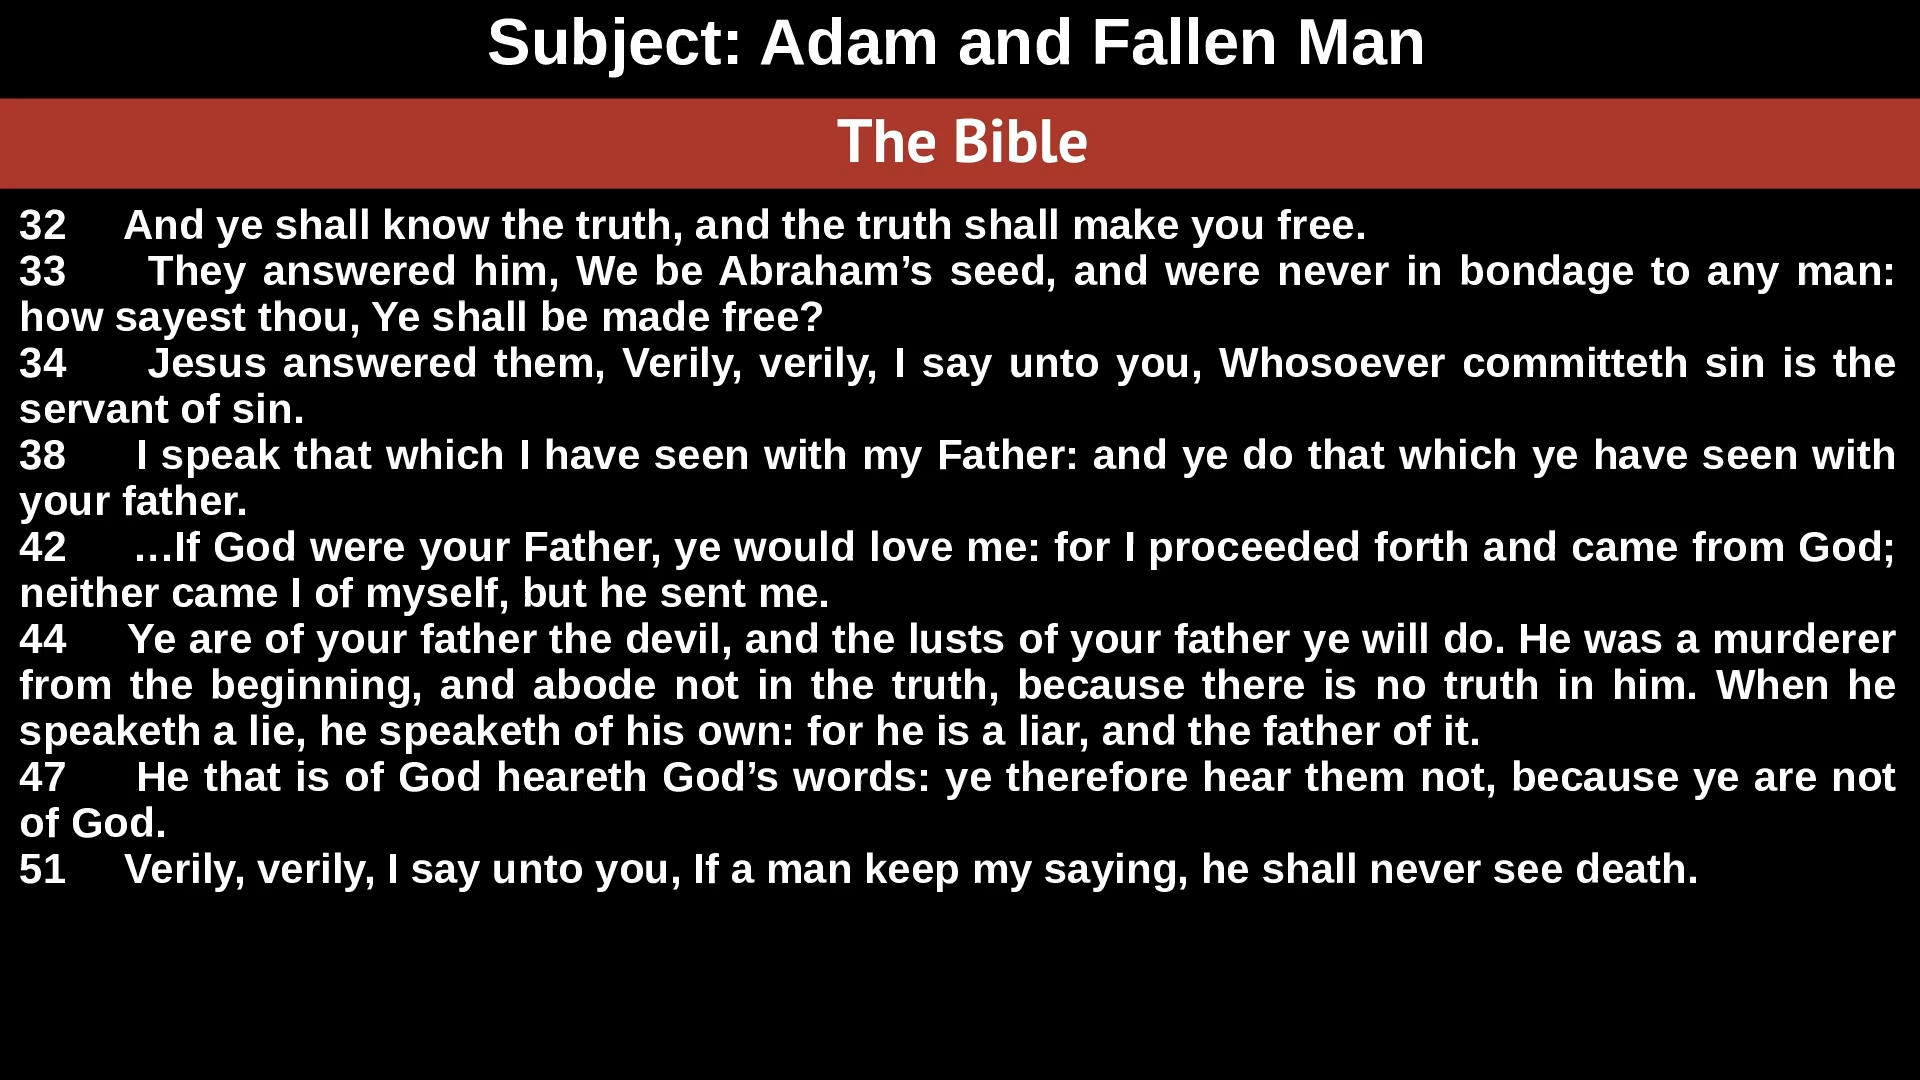 Subject: Adam and Fallen Man
The Bible
32 And ye shall know the truth, and the truth shall make you free.
33 They answered him, We be Abraham’s seed, and were never in bondage to any man:
how sayest thou, Ye shall be made free?
34 Jesus answered them, Verily, verily, I say unto you, Whosoever committeth sin is the
servant of sin.
38 I speak that which I have seen with my Father: and ye do that which ye have seen with
your father.
42 …If God were your Father, ye would love me: for I proceeded forth and came from God;
neither came I of myself, but he sent me.
44 Ye are of your father the devil, and the lusts of your father ye will do. He was a murderer
from the beginning, and abode not in the truth, because there is no truth in him. When he
speaketh a lie, he speaketh of his own: for he is a liar, and the father of it.
47 He that is of God heareth God’s words: ye therefore hear them not, because ye are not
of God.
51 Verily, verily, I say unto you, If a man keep my saying, he shall never see death.